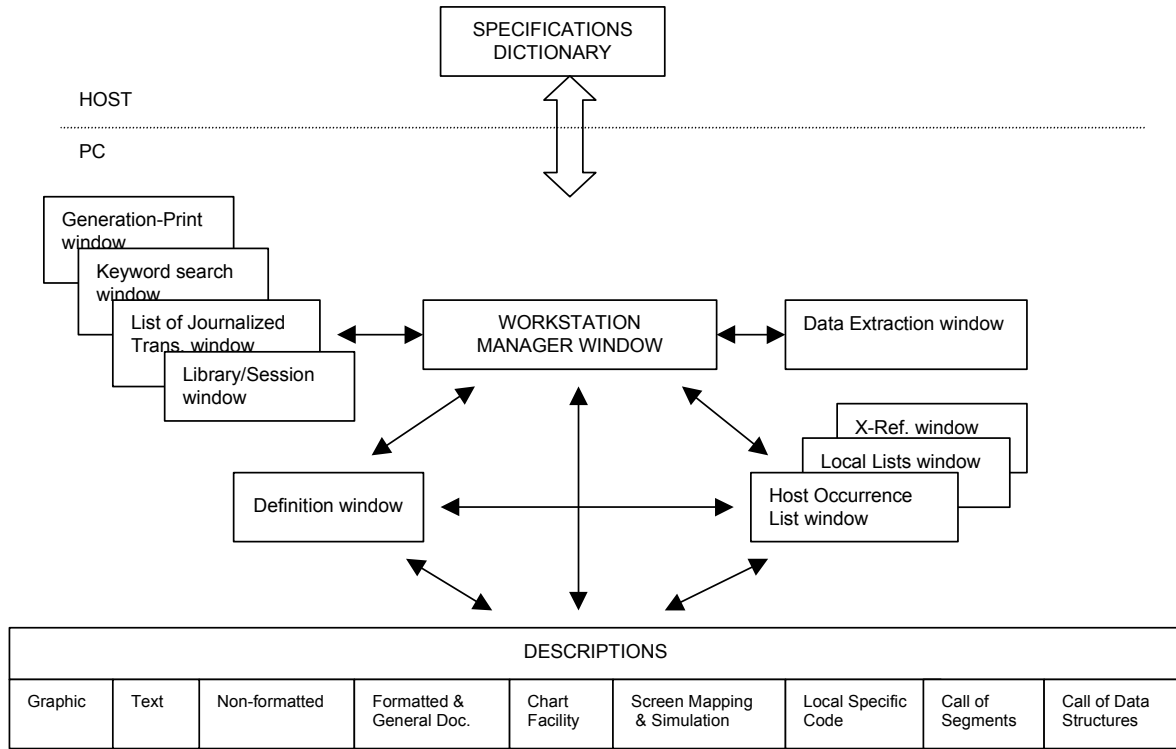 SPECIFICATIONS
DICTIONARY
HOST
PC
Generation-Print
window
Keyword search
window
List of Journalized
Trans. window
Library/Session
window
WORKSTATION
MANAGER WINDOW
Data Extraction window
X-Ref. window
Local Lists window
Host Occurrence
List window
Definition window
DESCRIPTIONS
Graphic
Text
Non-formatted
Formatted &
General Doc.
Chart
Facility
Screen Mapping
& Simulation
Local Specific
Code
Call of
Segments
Call of Data
Structures